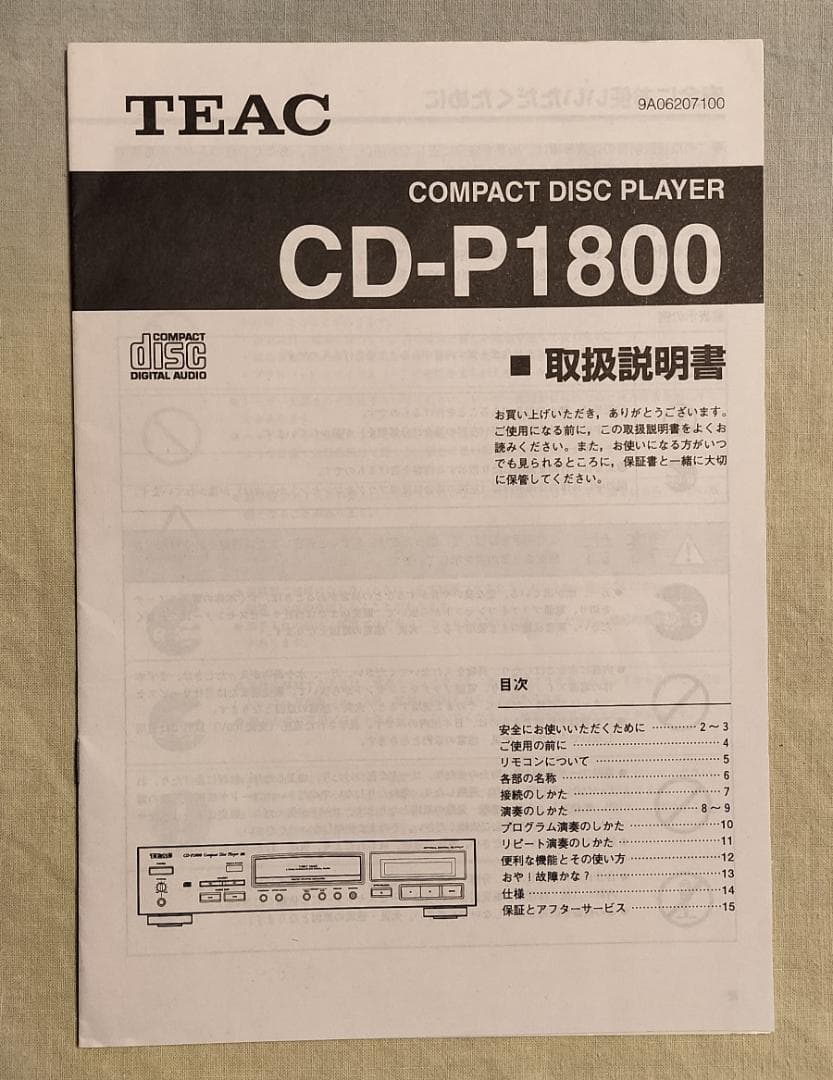 TEAC
9A06207100
COMPACT DISC PLAYER
CD-P1800
COMPACT
disc
DIGITAL AUDIO
■ 取扱説明書
お買い上げいただき，ありがとうございます。
ご使用になる前に，この取扱説明書をよくお
読みください。また，お使いになる方がいつ
でも見られるところに，保証書と一緒に大切
に保管してください。
目次
安全にお使いいただくために …………2～3
ご使用の前に ……………………………4
リモコンについて ………………………5
各部の名称 ………………………………6
接続のしかた ……………………………7
演奏のしかた …………………………8～9
プログラム演奏のしかた ………………10
リピート演奏のしかた …………………11
便利な機能とその使い方 ………………12
おや！故障かな？ ………………………13
仕様 ………………………………………14
保証とアフターサービス ………………15
TEAC
CD-P1800 Compact Disc Player